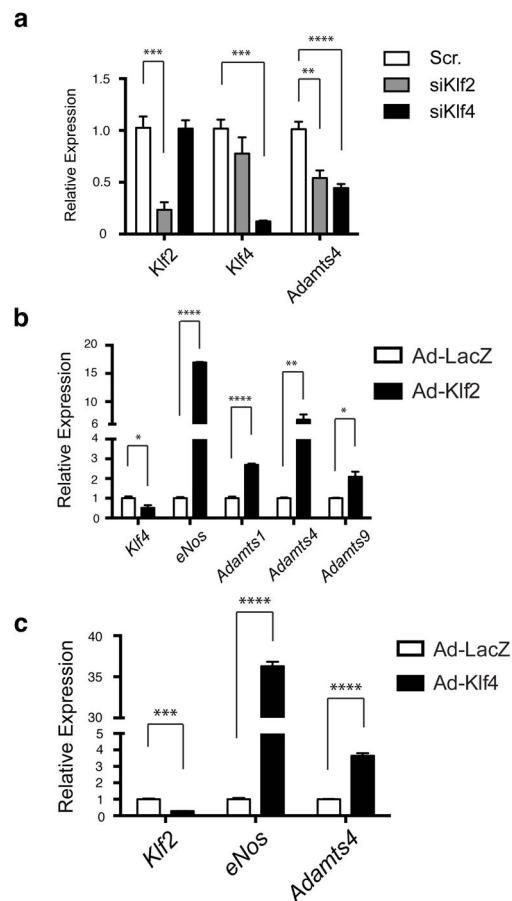 a
Scr.
siKlf2
siKlf4
*** *** ****
**
Relative Expression
1.5
1.0
0.5
0
Klf2 Klf4 Adamts4
b
Ad-LacZ
Ad-Klf2
Relative Expression
**** **** ** * *
20
15
10
6
4
3
2
1
0
Klf4 eNos Adamts1 Adamts4 Adamts9
c
Ad-LacZ
Ad-Klf4
Relative Expression
**** **** ***
40
35
30
5
4
3
2
1
0
Klf2 eNos Adamts4